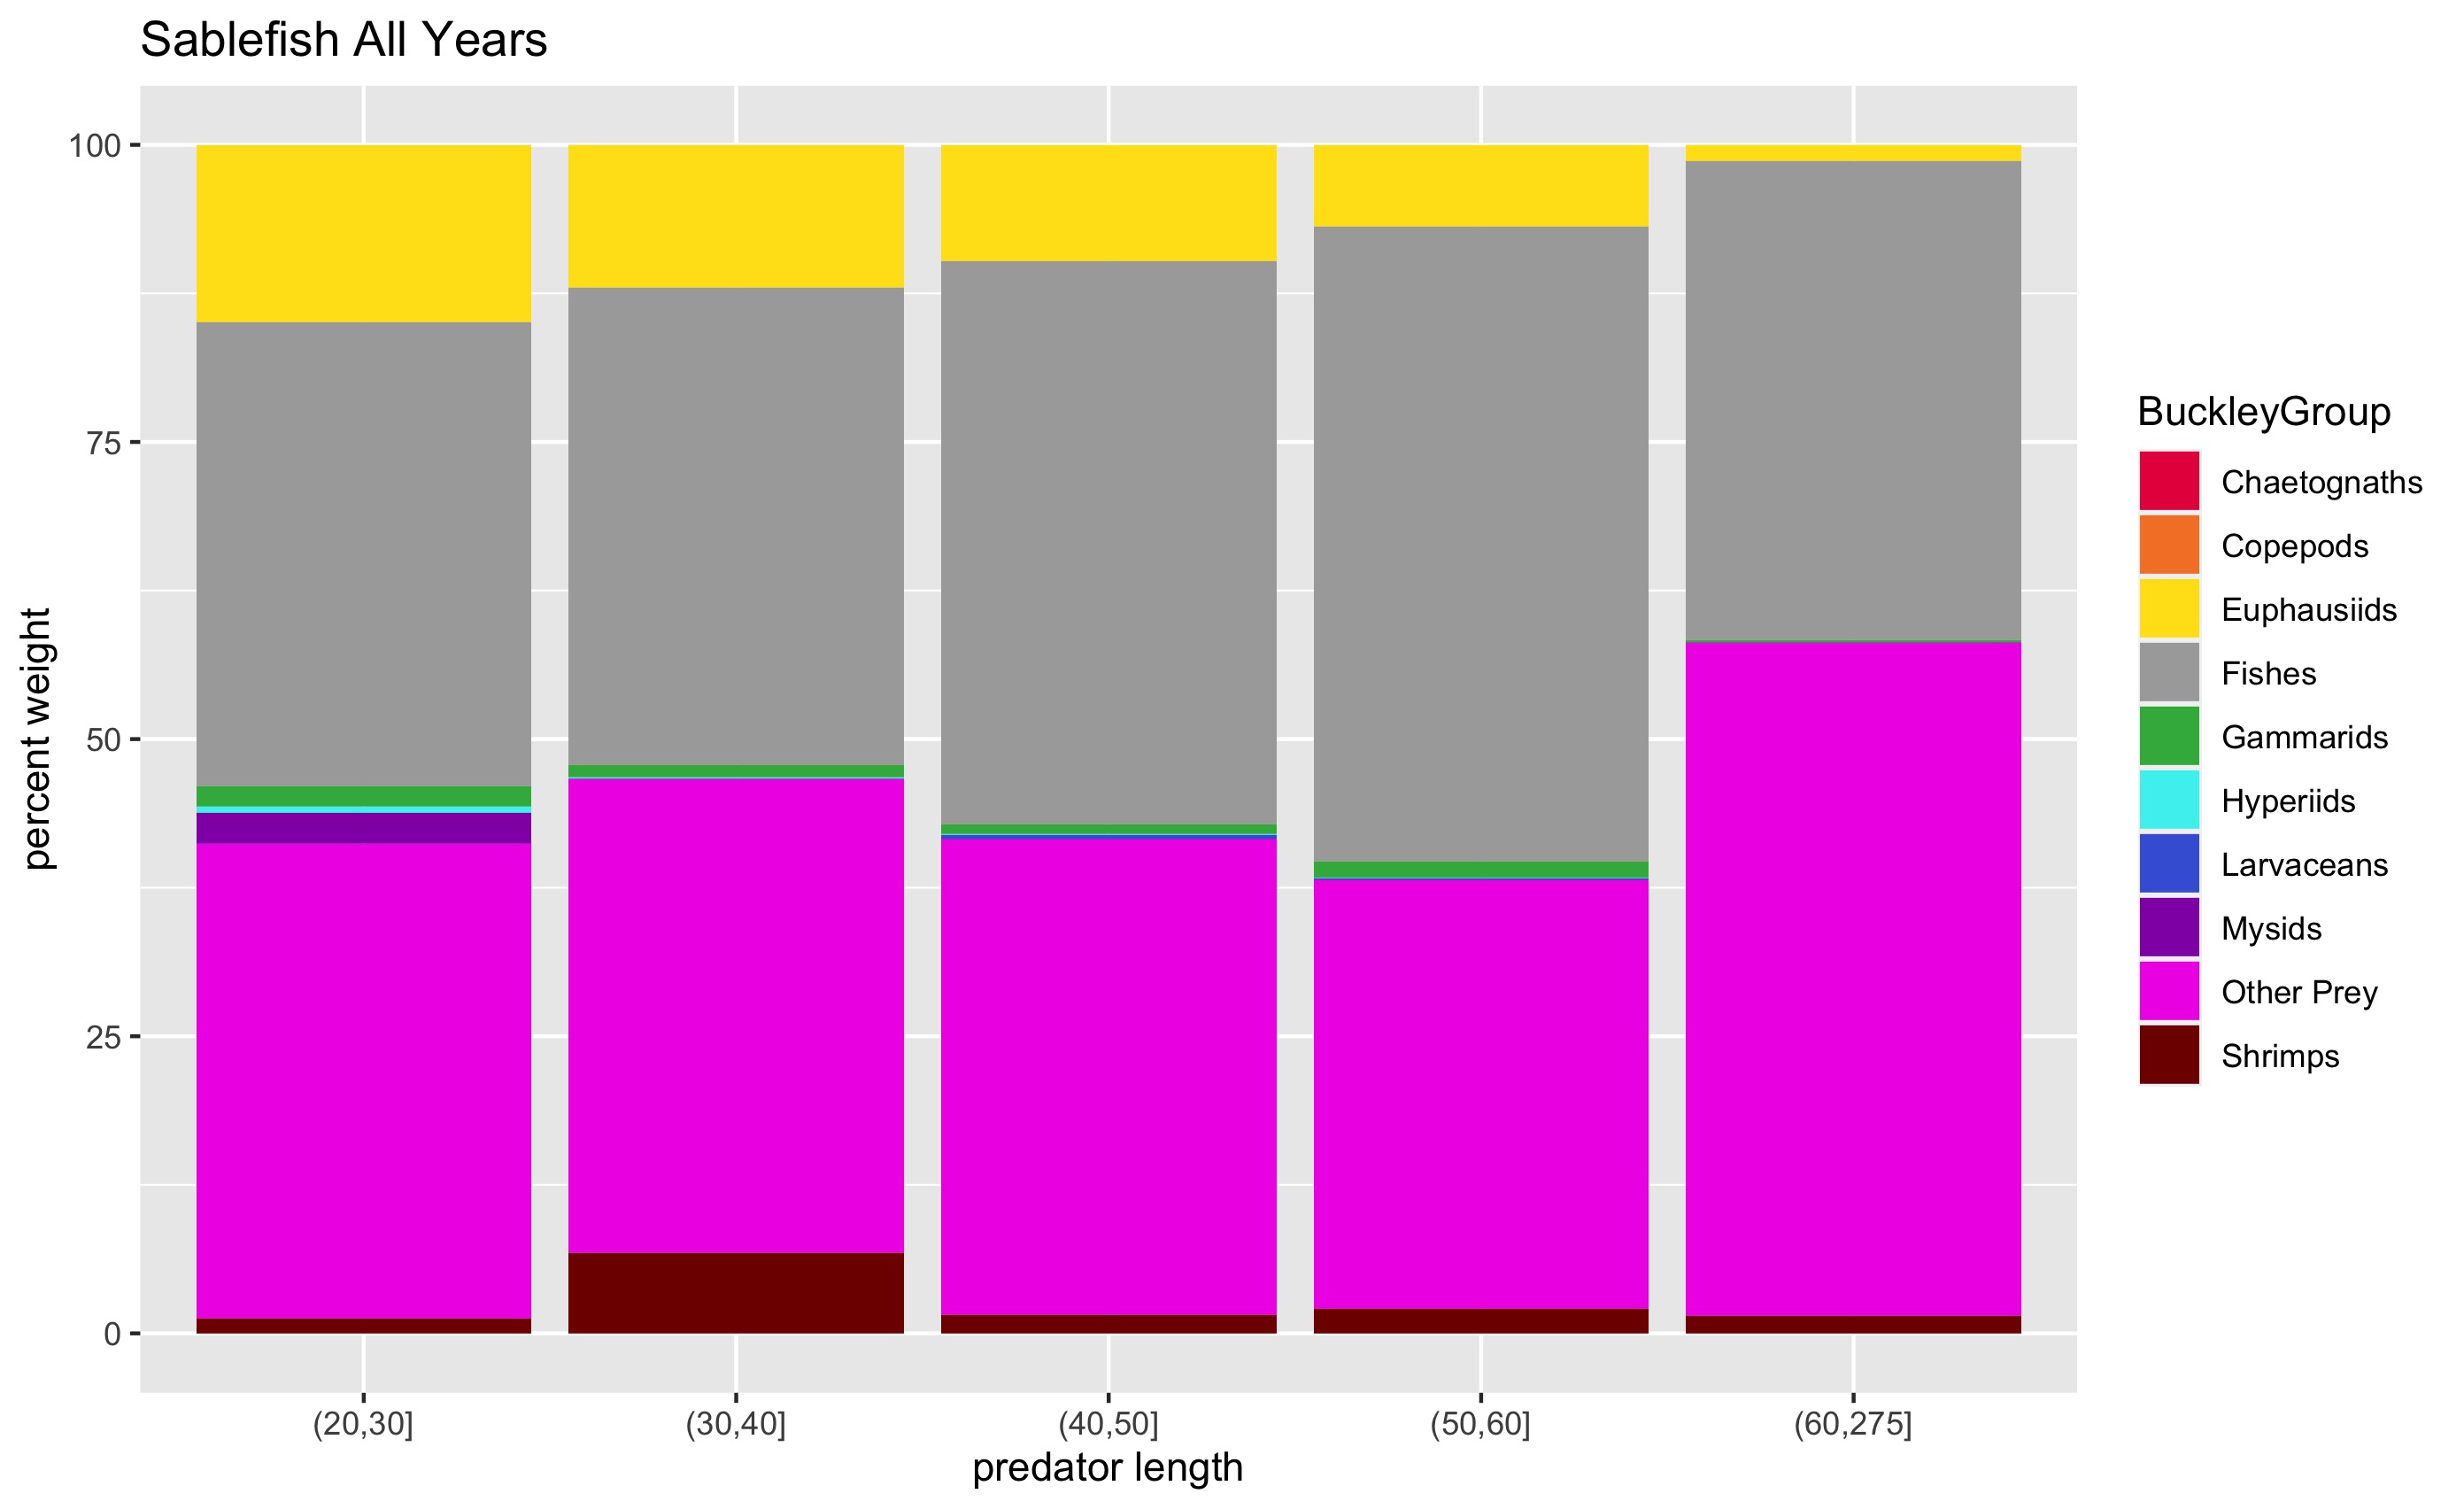 Sablefish All Years
100
75
50
25
0
percent weight
(20,30]
(30,40]
(40,50]
(50,60]
(60,275]
predator length
BuckleyGroup
Chaetognaths
Copepods
Euphausiids
Fishes
Gammarids
Hyperiids
Larvaceans
Mysids
Other Prey
Shrimps